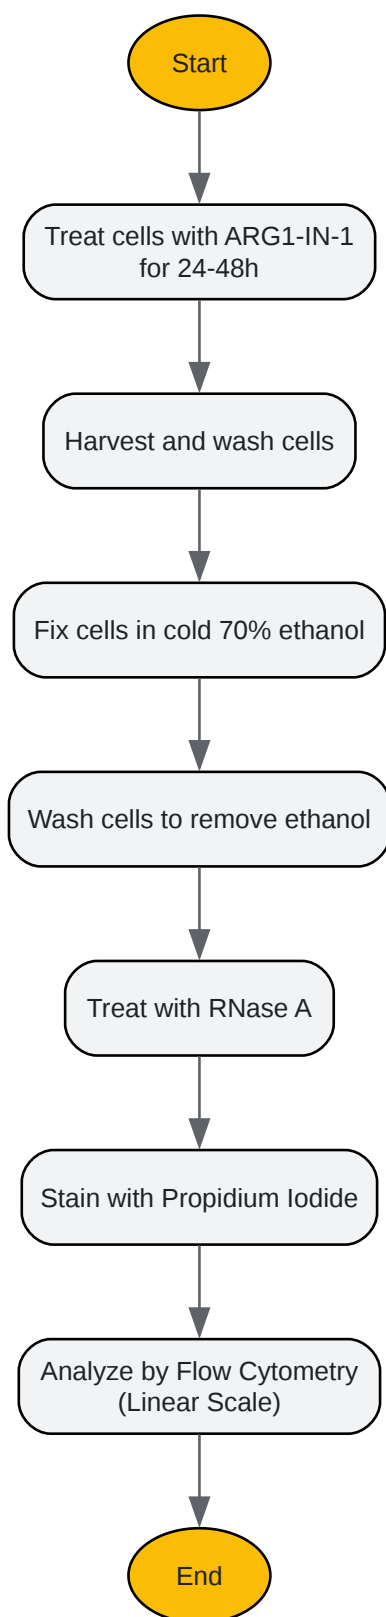 Start
Treat cells with ARG1-IN-1
for 24-48h
Harvest and wash cells
Fix cells in cold 70% ethanol
Wash cells to remove ethanol
Treat with RNase A
Stain with Propidium Iodide
Analyze by Flow Cytometry
(Linear Scale)
End